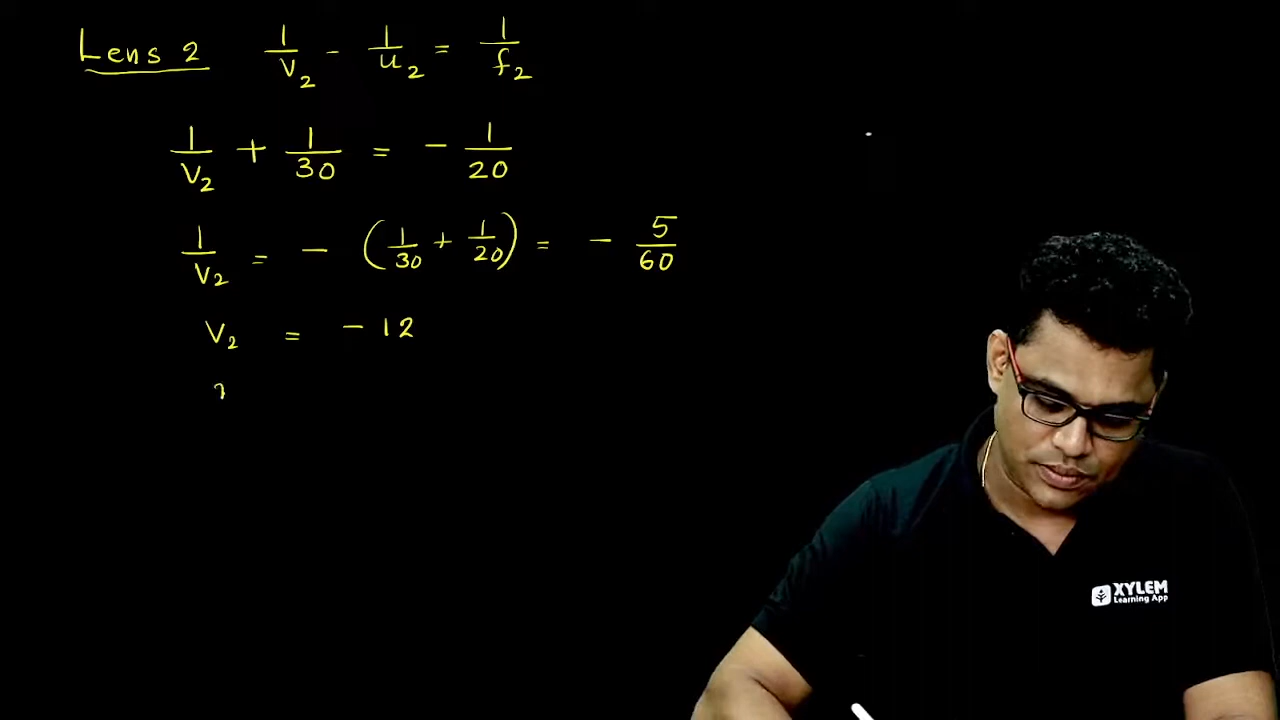 Lens 2 1/v₂ - 1/u₂ = 1/f₂
1/v₂ + 1/30 = - 1/20
1/v₂ = - (1/30 + 1/20) = - 5/60
v₂ = - 12
XYLEM
Learning App